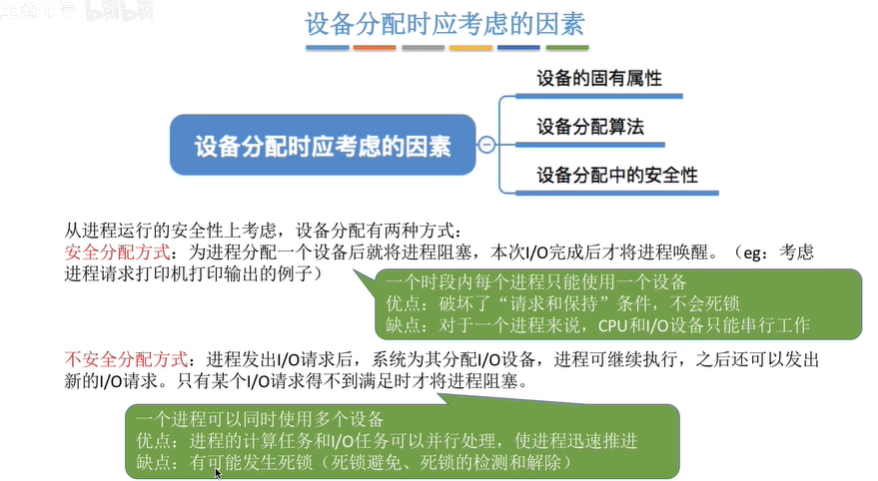 设备分配时应考虑的因素
设备的固有属性
设备分配时应考虑的因素
设备分配算法
设备分配中的安全性
从进程运行的安全性上考虑，设备分配有两种方式：
安全分配方式：为进程分配一个设备后就将进程阻塞，本次I/O完成后才将进程唤醒。（eg：考虑
进程请求打印机打印输出的例子）
一个时段内每个进程只能使用一个设备
优点：破坏了“请求和保持”条件，不会死锁
缺点：对于一个进程来说，CPU和I/O设备只能串行工作
不安全分配方式：进程发出I/O请求后，系统为其分配I/O设备，进程可继续执行，之后还可以发出
新的I/O请求。只有某个I/O请求得不到满足时才将进程阻塞。
一个进程可以同时使用多个设备
优点：进程的计算任务和I/O任务可以并行处理，使进程迅速推进
缺点：有可能发生死锁（死锁避免、死锁的检测和解除）